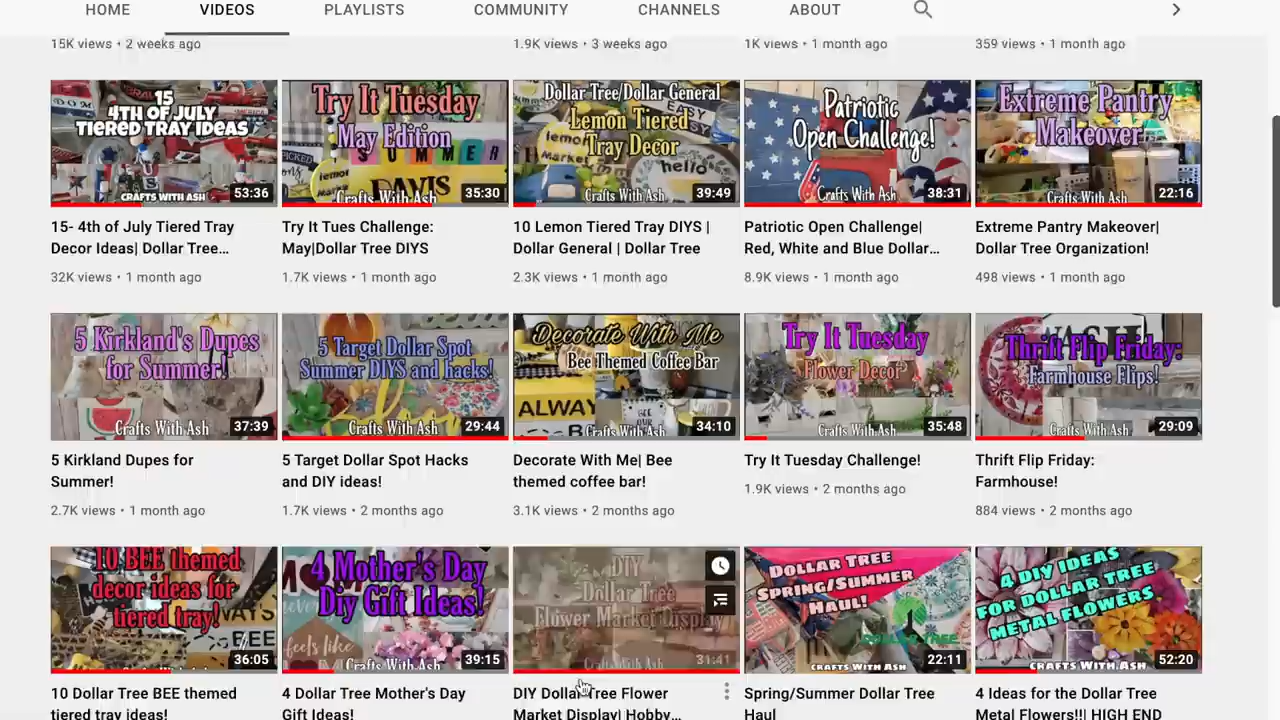 HOME VIDEOS PLAYLISTS COMMUNITY CHANNELS ABOUT
15K views • 2 weeks ago
1.9K views • 3 weeks ago
1K views • 1 month ago
359 views • 1 month ago
15
4TH OF JULY
TIERED TRAY IDEAS
CRAFTS WITH ASH
53:36
Try It Tuesday
May Edition
SUMMER
DAVIS
Crafts With Ash
35:30
Dollar Tree/Dollar General
Lemon Tiered
Tray Decor
hello
Crafts With Ash
39:49
Patriotic
Open Challenge!
Crafts With Ash
38:31
Extreme Pantry
Makeover
22:16
15- 4th of July Tiered Tray
Decor Ideas| Dollar Tree...
32K views • 1 month ago
Try It Tues Challenge:
May|Dollar Tree DIYS
1.7K views • 1 month ago
10 Lemon Tiered Tray DIYS |
Dollar General | Dollar Tree
2.3K views • 1 month ago
Patriotic Open Challenge|
Red, White and Blue Dollar...
8.9K views • 1 month ago
Extreme Pantry Makeover|
Dollar Tree Organization!
498 views • 1 month ago
5 Kirkland's Dupes
for Summer!
Crafts With Ash
37:39
5 Target Dollar Spot
Summer DIYS and hacks!
Crafts With Ash
29:44
Decorate With Me
Bee Themed Coffee Bar
ALWAY
Crafts With Ash
34:10
Try It Tuesday
Flower Decor
Crafts With Ash
35:48
Thrift Flip Friday:
Farmhouse Flips!
Crafts With Ash
29:09
5 Kirkland Dupes for
Summer!
2.7K views • 1 month ago
5 Target Dollar Spot Hacks
and DIY ideas!
1.7K views • 2 months ago
Decorate With Me| Bee
themed coffee bar!
3.1K views • 2 months ago
Try It Tuesday Challenge!
1.9K views • 2 months ago
Thrift Flip Friday:
Farmhouse!
884 views • 2 months ago
10 BEE themed
decor ideas for
tiered tray!
BEE
36:05
4 Mother's Day
Diy Gift Ideas!
feels like
Crafts With Ash
39:15
DIY
Dollar Tree
Flower Market Display
31:41
DOLLAR TREE
SPRING/SUMMER
HAUL!
DOLLAR TREE
CRAFTS WITH ASH
22:11
4 DIY IDEAS
FOR DOLLAR TREE
METAL FLOWERS
CRAFTS WITH ASH
52:20
10 Dollar Tree BEE themed
tiered tray ideas!
4 Dollar Tree Mother's Day
Gift Ideas!
DIY Dollar Tree Flower
Market Display| Hobby...
Spring/Summer Dollar Tree
Haul
4 Ideas for the Dollar Tree
Metal Flowers!!| HIGH END